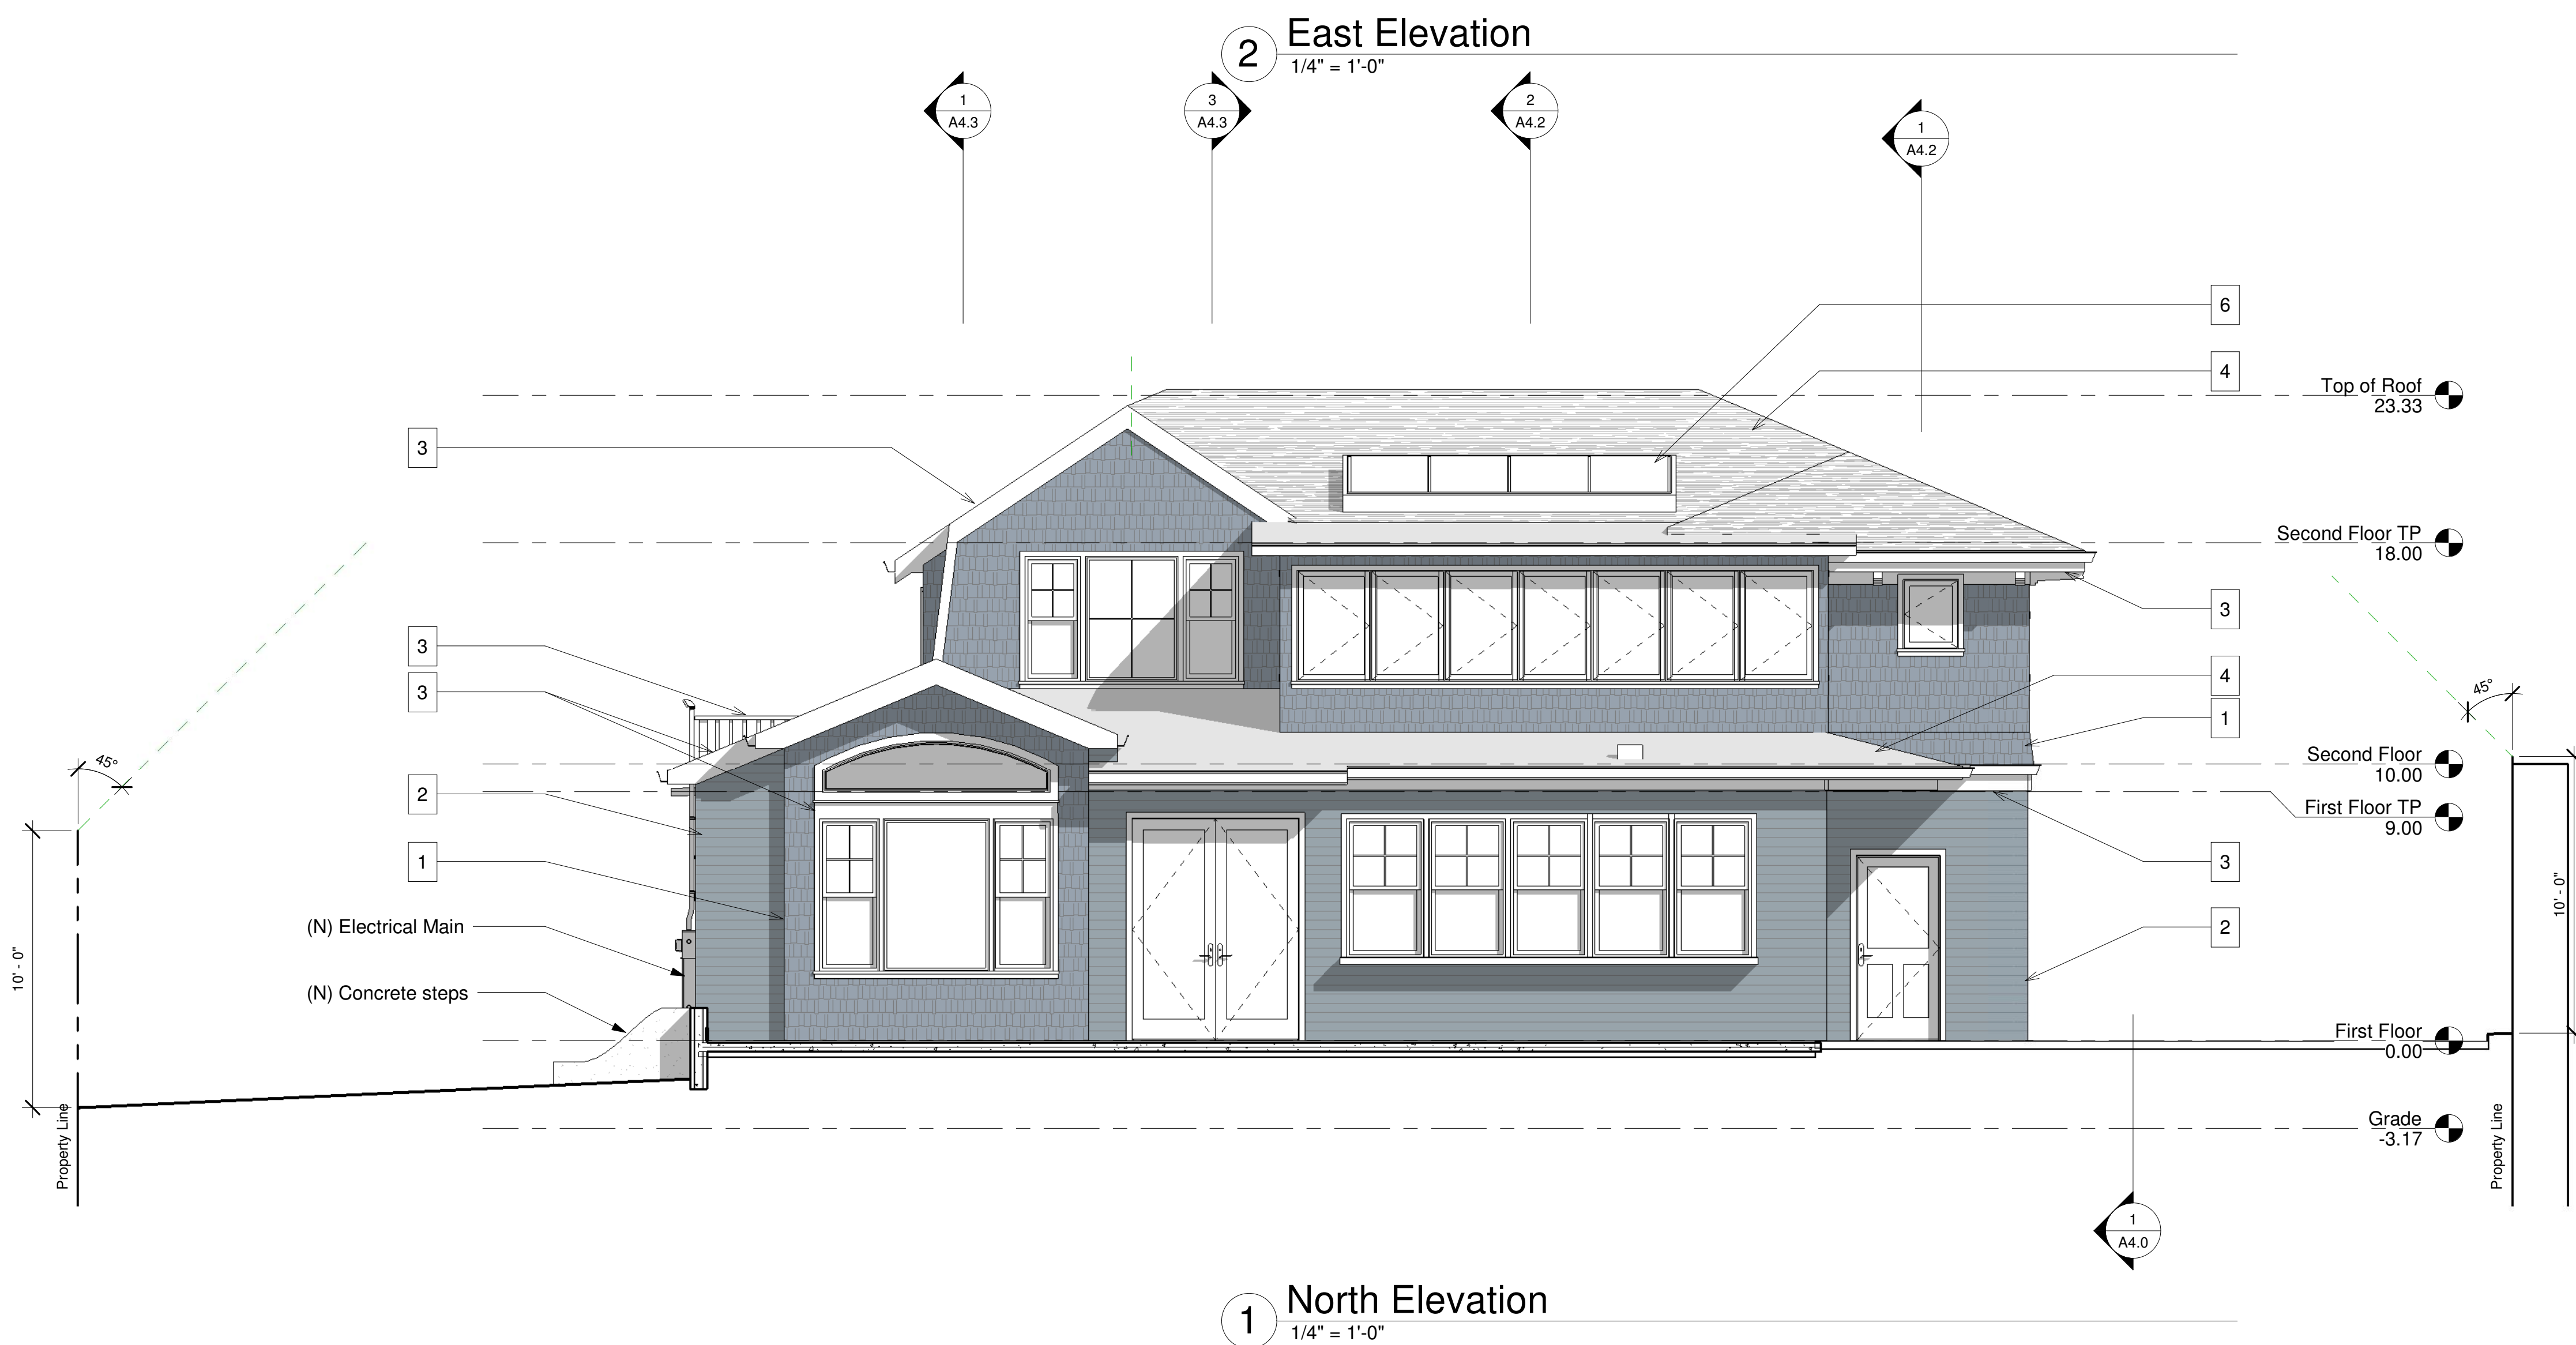 2
East Elevation
1/4" = 1'-0"
1
A4.3
3
A4.3
2
A4.2
1
A4.2
6
4
Top of Roof
23.33
3
Second Floor TP
18.00
3
3
3
4
45°
1
45°
Second Floor
10.00
2
First Floor TP
9.00
1
3
10' - 0"
(N) Electrical Main
2
10' - 0"
(N) Concrete steps
First Floor
0.00
Property Line
Grade
-3.17
Property Line
1
A4.0
1
North Elevation
1/4" = 1'-0"